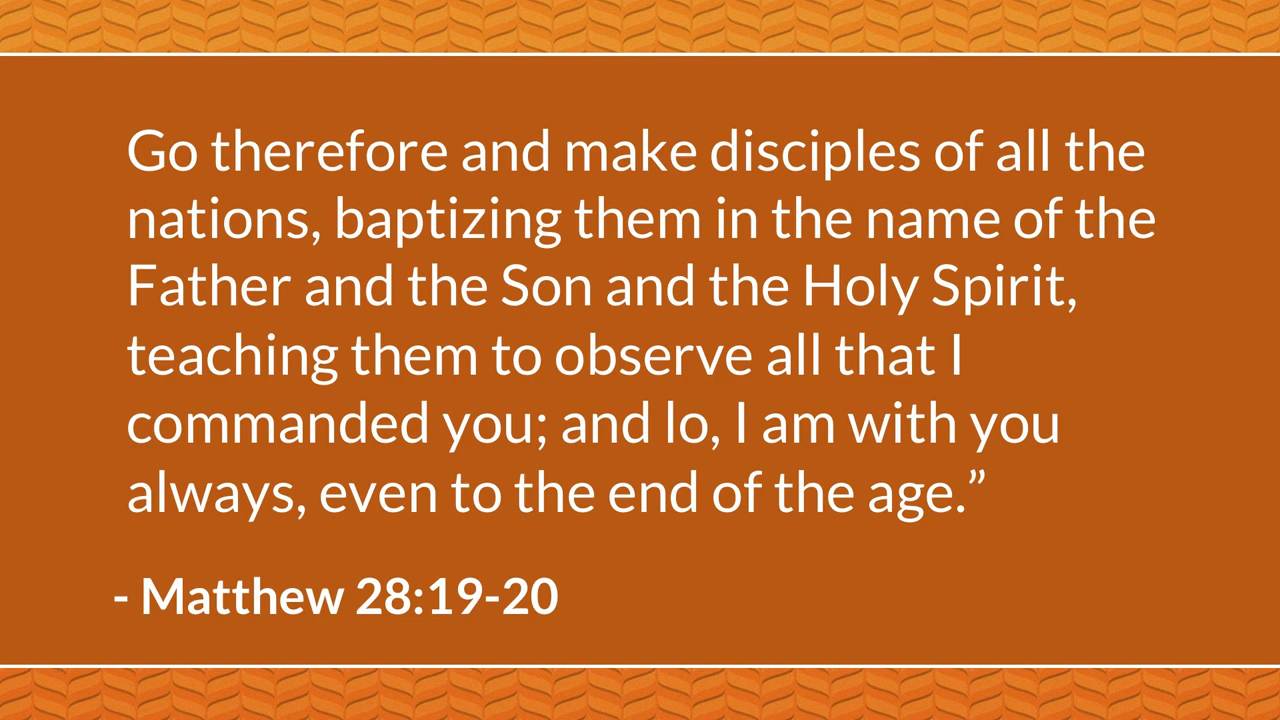 Go therefore and make disciples of all the
nations, baptizing them in the name of the
Father and the Son and the Holy Spirit,
teaching them to observe all that I
commanded you; and lo, I am with you
always, even to the end of the age.”
- Matthew 28:19-20